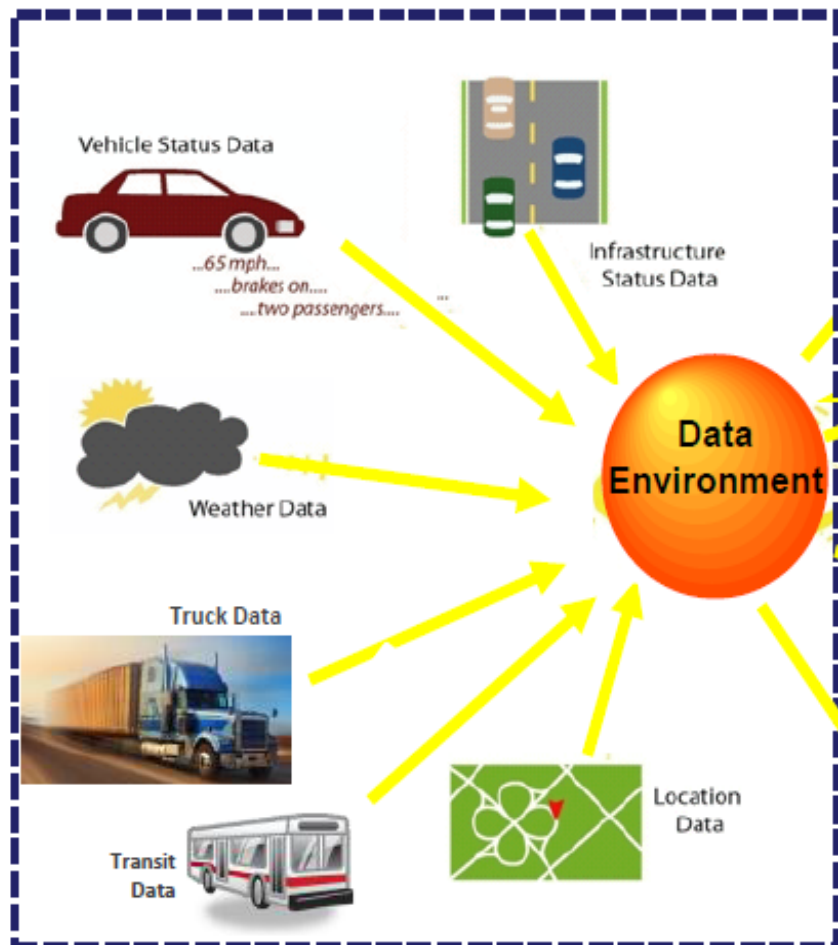 Vehicle Status Data
...65 mph...
....brakes on....
....two passengers....
...
Infrastructure
Status Data
Data
Environment
Weather Data
Truck Data
Transit
Data
Location
Data